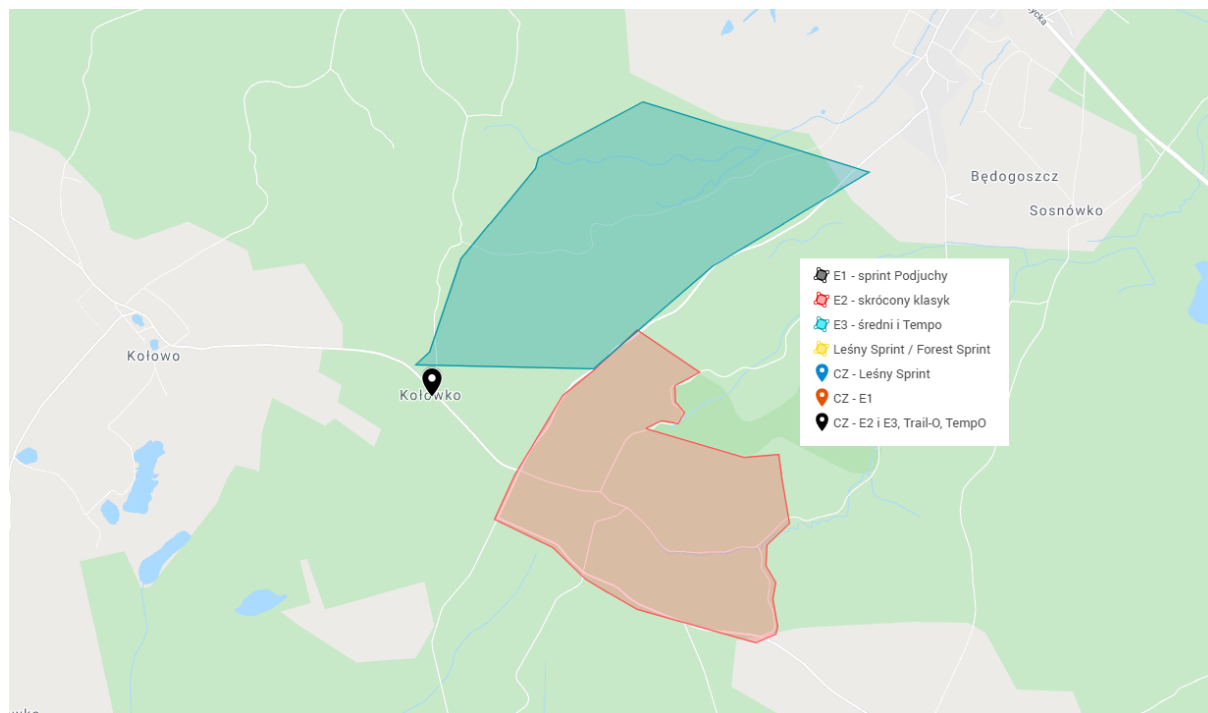 Będogoszcz
Sosnówko
E1 - sprint Podjuchy
E2 - skrócony klasyk
E3 - średni i Tempo
Leśny Sprint / Forest Sprint
CZ - Leśny Sprint
CZ - E1
CZ - E2 i E3, Trail-O, TempO
Kołowo
Kołówko